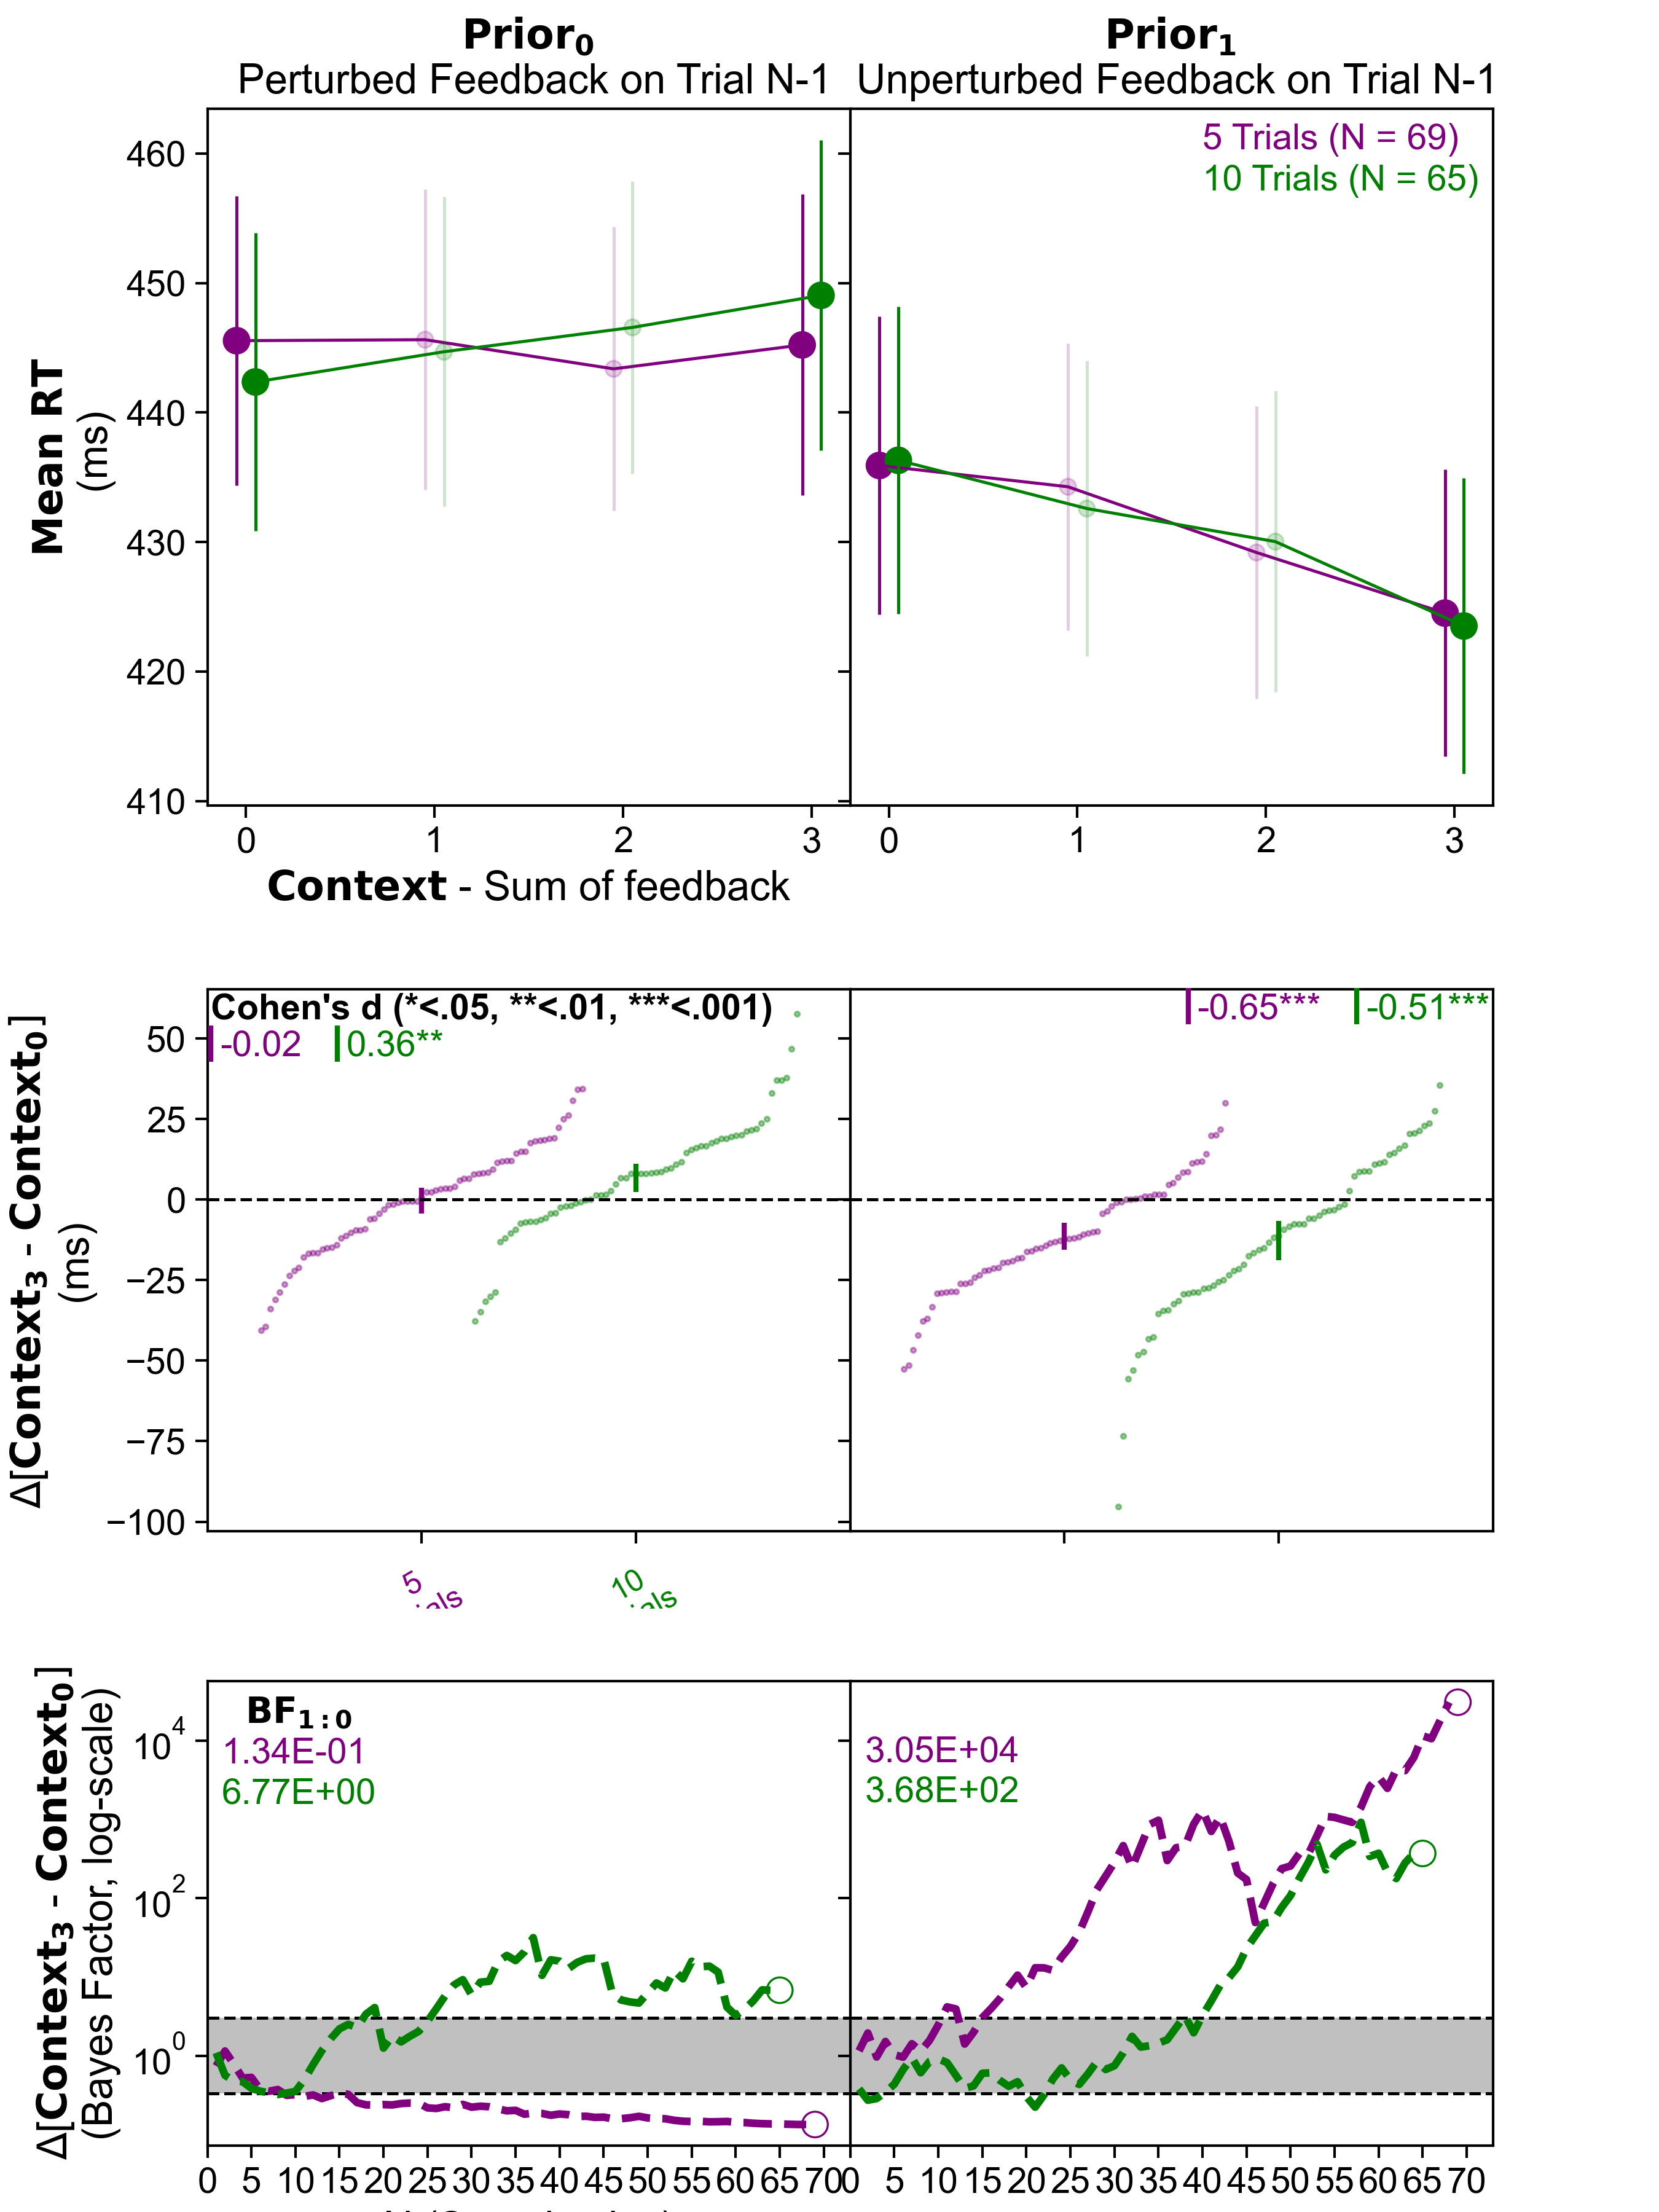 Prior0 Prior1
Perturbed Feedback on Trial N-1 Unperturbed Feedback on Trial N-1
5 Trials (N = 69)
10 Trials (N = 65)
Mean RT
(ms)
460
450
440
430
420
410
0 1 2 3 0 1 2 3
Context - Sum of feedback
Δ[Context3 - Context0]
(ms)
Cohen's d (*<.05, **<.01, ***<.001)
-0.02 0.36**
-0.65*** -0.51***
50
25
0
−25
−50
−75
−100
5
10
Δ[Context3 - Context0]
(Bayes Factor, log-scale)
BF1:0
1.34E-01
6.77E+00
3.05E+04
3.68E+02
10^4
10^2
10^0
0 5 10 15 20 25 30 35 40 45 50 55 60 65 70 0 5 10 15 20 25 30 35 40 45 50 55 60 65 70